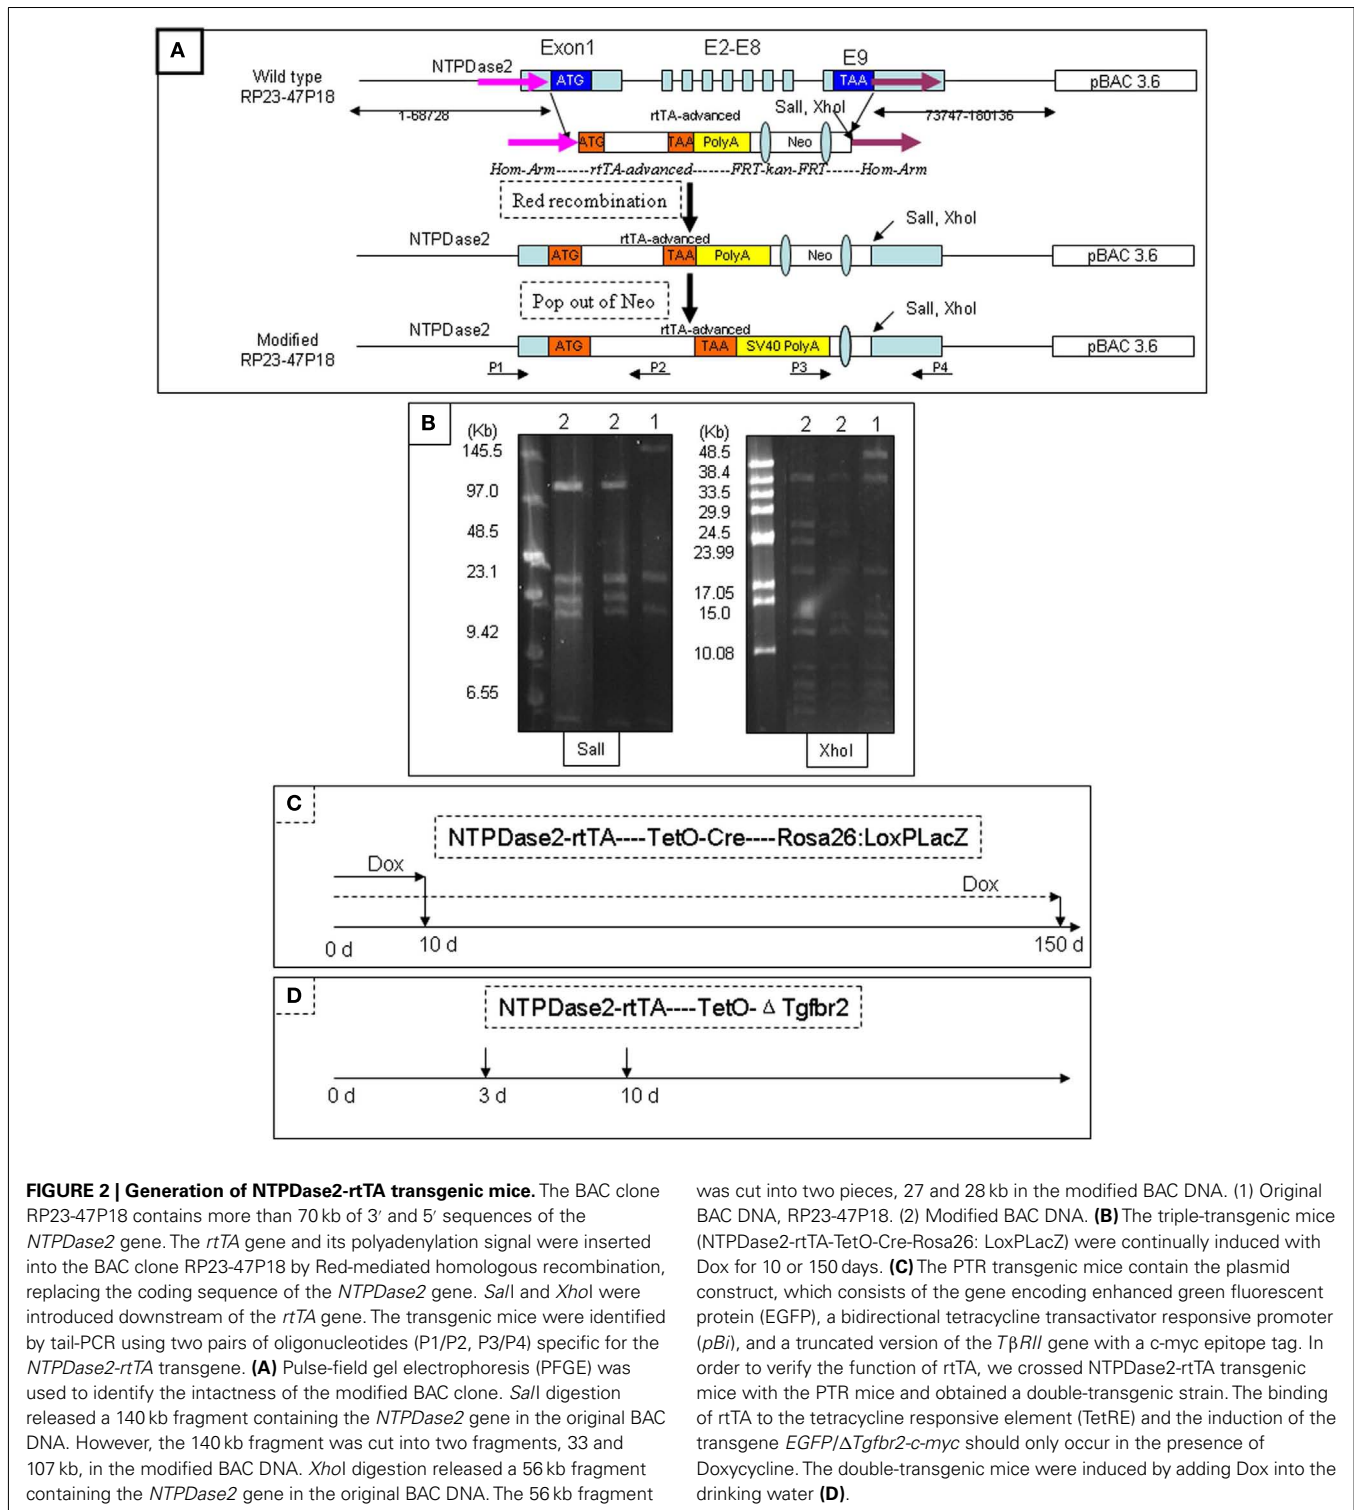 A
Exon1
E2-E8
E9
Wild type
RP23-47P18
NTPDase2
ATG
TAA
pBAC 3.6
1-68728
rtTA-advanced
SalI, XhoI
73747-180136
ATG
TAA
PolyA
Neo
Hom-Arm------rtTA-advanced-------FRT-kan-FRT------Hom-Arm
Red recombination
SalI, XhoI
NTPDase2
rtTA-advanced
ATG
TAA
PolyA
Neo
pBAC 3.6
Pop out of Neo
SalI, XhoI
NTPDase2
rtTA-advanced
Modified
RP23-47P18
ATG
TAA
SV40 PolyA
pBAC 3.6
P1
P2
P3
P4
B
(Kb)
2 2 1
145.5
97.0
48.5
23.1
9.42
6.55
SalI
(Kb)
2 2 1
48.5
38.4
33.5
29.9
24.5
23.99
17.05
15.0
10.08
XhoI
C
NTPDase2-rtTA----TetO-Cre----Rosa26:LoxPLacZ
Dox
Dox
0 d
10 d
150 d
D
NTPDase2-rtTA----TetO- Δ Tgfbr2
0 d
3 d
10 d
FIGURE 2 | Generation of NTPDase2-rtTA transgenic mice. The BAC clone
RP23-47P18 contains more than 70 kb of 3′ and 5′ sequences of the
NTPDase2 gene. The rtTA gene and its polyadenylation signal were inserted
into the BAC clone RP23-47P18 by Red-mediated homologous recombination,
replacing the coding sequence of the NTPDase2 gene. SalI and XhoI were
introduced downstream of the rtTA gene. The transgenic mice were identified
by tail-PCR using two pairs of oligonucleotides (P1/P2, P3/P4) specific for the
NTPDase2-rtTA transgene. (A) Pulse-field gel electrophoresis (PFGE) was
used to identify the intactness of the modified BAC clone. SalI digestion
released a 140 kb fragment containing the NTPDase2 gene in the original BAC
DNA. However, the 140 kb fragment was cut into two fragments, 33 and
107 kb, in the modified BAC DNA. XhoI digestion released a 56 kb fragment
containing the NTPDase2 gene in the original BAC DNA. The 56 kb fragment
was cut into two pieces, 27 and 28 kb in the modified BAC DNA. (1) Original
BAC DNA, RP23-47P18. (2) Modified BAC DNA. (B) The triple-transgenic mice
(NTPDase2-rtTA-TetO-Cre-Rosa26: LoxPLacZ) were continually induced with
Dox for 10 or 150 days. (C) The PTR transgenic mice contain the plasmid
construct, which consists of the gene encoding enhanced green fluorescent
protein (EGFP), a bidirectional tetracycline transactivator responsive promoter
(pBi), and a truncated version of the TβRII gene with a c-myc epitope tag. In
order to verify the function of rtTA, we crossed NTPDase2-rtTA transgenic
mice with the PTR mice and obtained a double-transgenic strain. The binding
of rtTA to the tetracycline responsive element (TetRE) and the induction of the
transgene EGFP/ΔTgfbr2-c-myc should only occur in the presence of
Doxycycline. The double-transgenic mice were induced by adding Dox into the
drinking water (D).